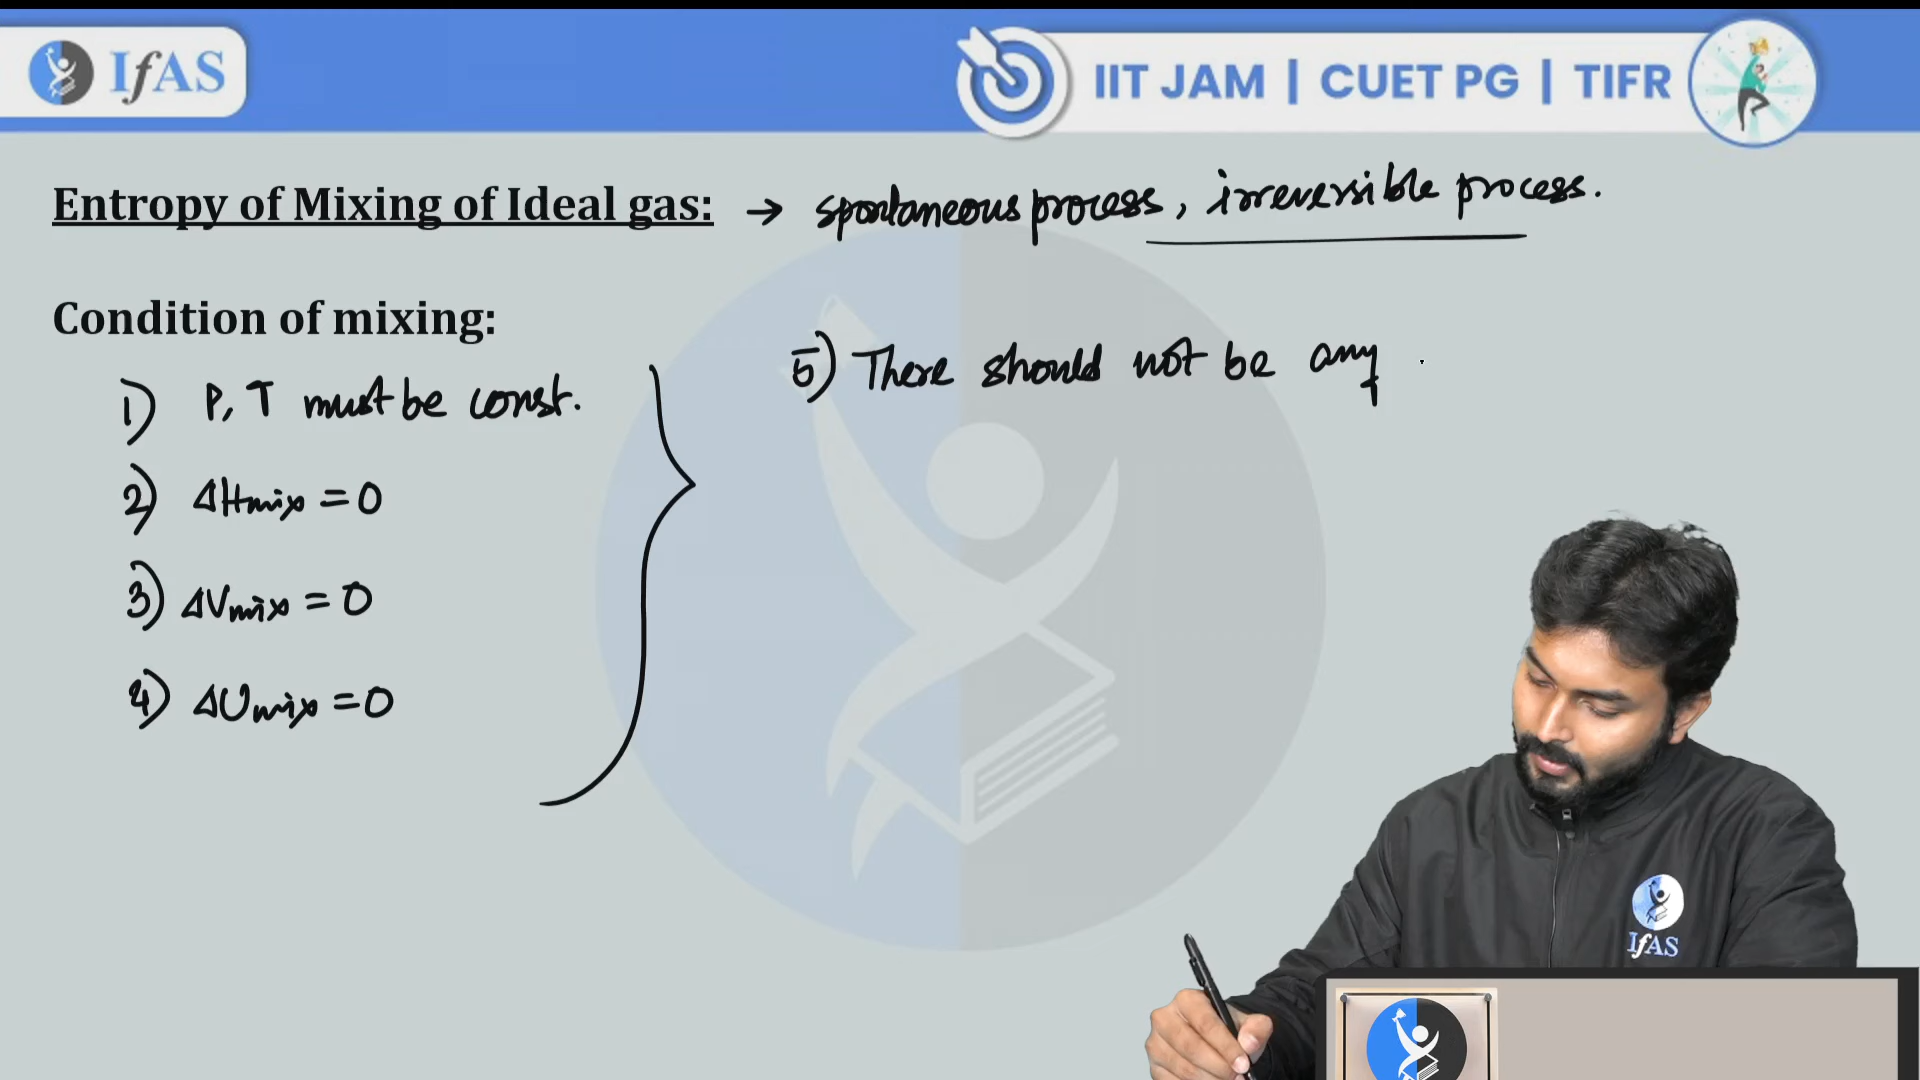 IfAS
IIT JAM | CUET PG | TIFR
Entropy of Mixing of Ideal gas: → spontaneous process, irreversible process.
Condition of mixing:
1) P, T must be const.
2) ΔHmix = 0
3) ΔVmix = 0
4) ΔUmix = 0
5) There should not be any
IfAS